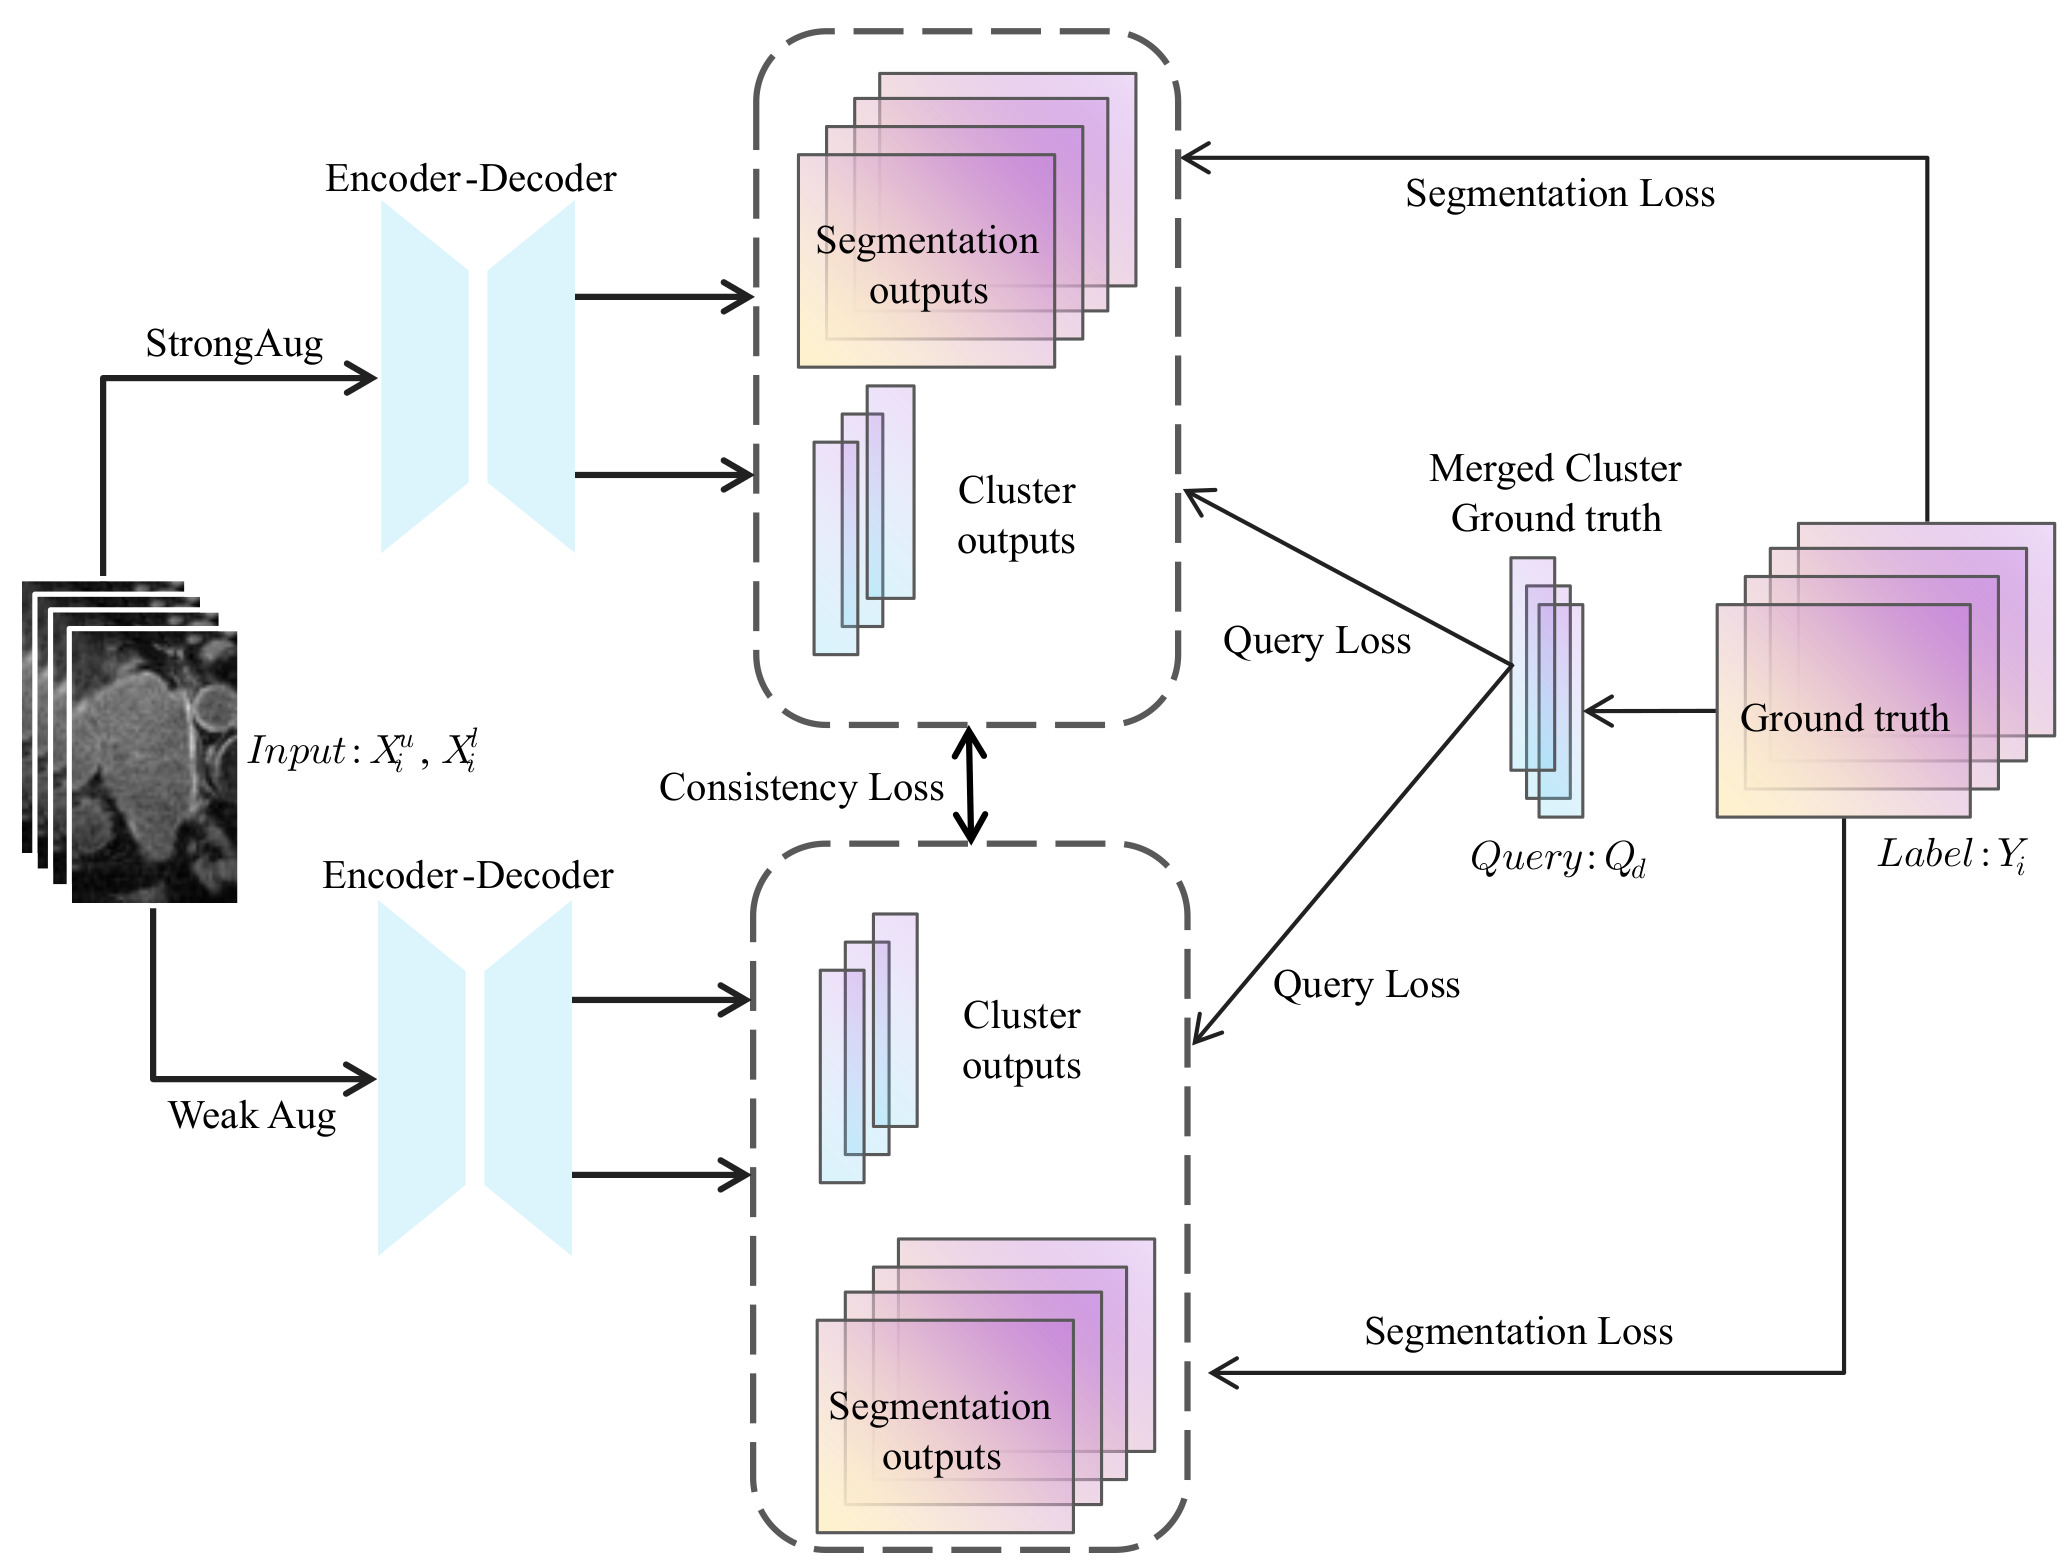 Encoder-Decoder
Segmentation
outputs
Segmentation Loss
StrongAug
Cluster
outputs
Merged Cluster
Ground truth
Query Loss
Ground truth
Input: X_i^u, X_i^l
Consistency Loss
Query: Q_d
Label: Y_i
Encoder-Decoder
Query Loss
Cluster
outputs
Weak Aug
Segmentation Loss
Segmentation
outputs